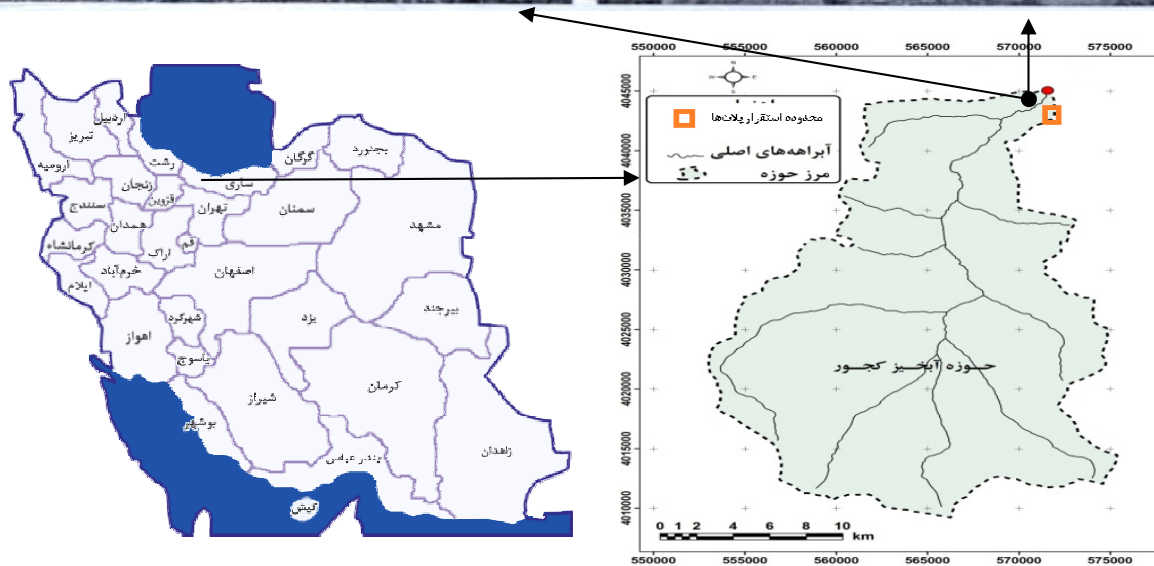 550000 555000 560000 565000 570000 575000
N
W E
S
محدوده استقرار پلات‌ها
آبراهه‌های اصلی
مرز حوزه
4045000
4040000
4035000
4030000
4025000
4020000
4015000
4010000
حوزه آبخیز کجور
0 1 2 4 6 8 10
km
550000 555000 560000 565000 570000 575000
اردبیل
تبریز
ارومیه
رشت
گرگان
بجنورد
زنجان
قزوین
ساری
تهران
سمنان
مشهد
سنندج
همدان
کرمانشاه
اراک
قم
خرم‌آباد
ایلام
اصفهان
شهرکرد
یزد
بیرجند
اهواز
یاسوج
کرمان
شیراز
بوشهر
زاهدان
بندرعباس
کیش